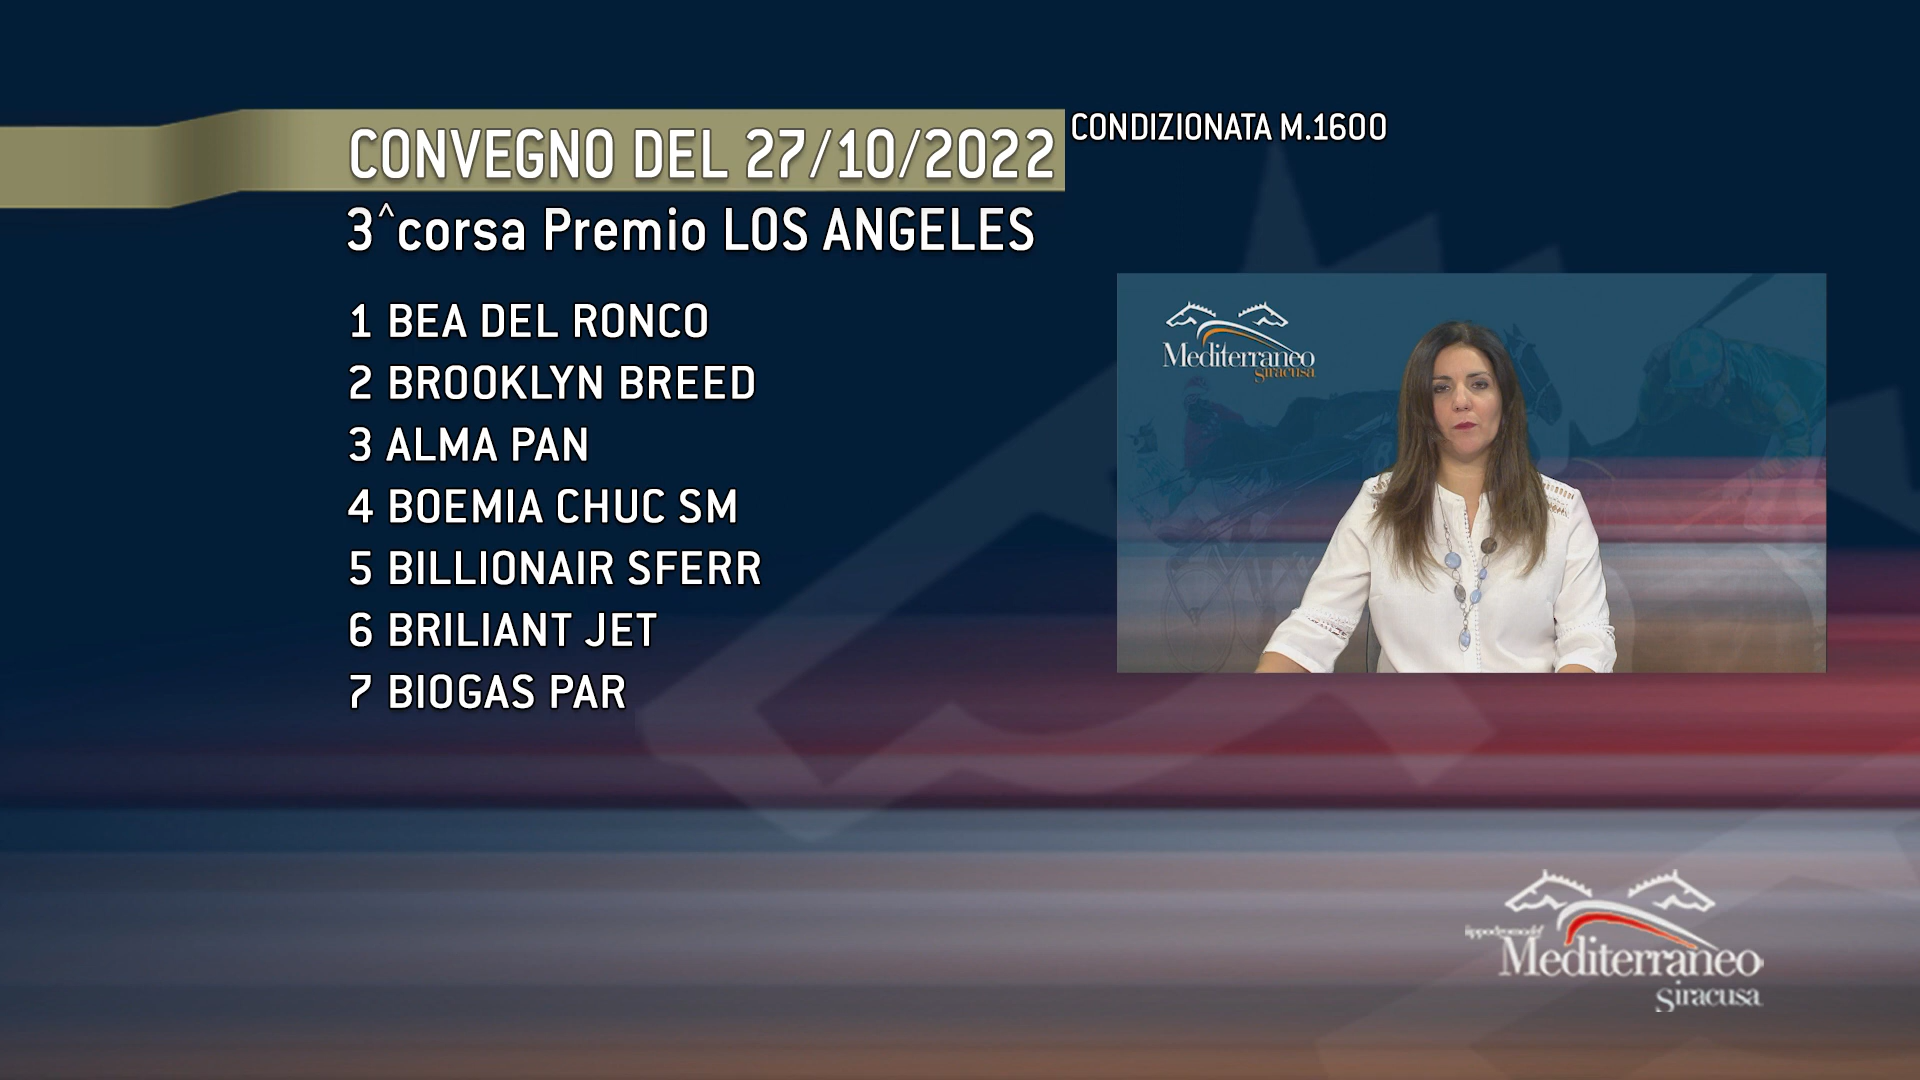 CONVEGNO DEL 27/10/2022
CONDIZIONATA M.1600
3^corsa Premio LOS ANGELES
1 BEA DEL RONCO
2 BROOKLYN BREED
3 ALMA PAN
4 BOEMIA CHUC SM
5 BILLIONAIR SFERR
6 BRILIANT JET
7 BIOGAS PAR
Mediterraneo
Siracusa
ippodromo del
Mediterraneo
Siracusa